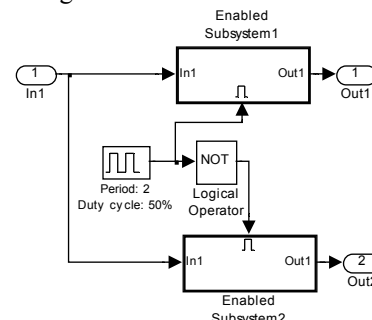 Enabled
Subsystem1
1
In1
In1
Out1
1
Out1
NOT
Period: 2
Duty cycle: 50%
Logical
Operator
In1
Out1
2
Out2
Enabled
Subsystem2